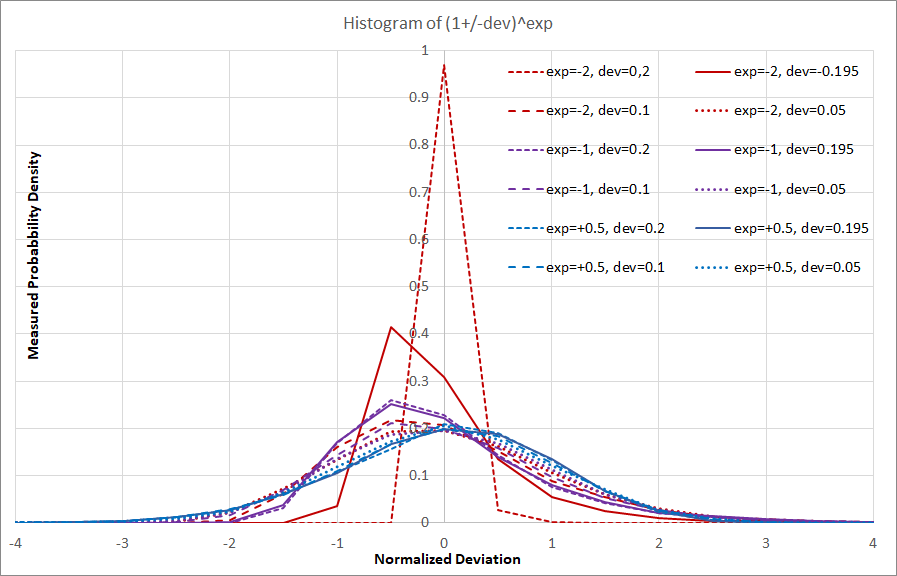 Histogram of (1+/-dev)^exp
Measured Probabbility Density
1
0.9
0.8
0.7
0.6
0.5
0.4
0.3
0.2
0.1
0
exp=-2, dev=0,2 exp=-2, dev=-0.195
exp=-2, dev=0.1 exp=-2, dev=0.05
exp=-1, dev=0.2 exp=-1, dev=0.195
exp=-1, dev=0.1 exp=-1, dev=0.05
exp=+0.5, dev=0.2 exp=+0.5, dev=0.195
exp=+0.5, dev=0.1 exp=+0.5, dev=0.05
-4 -3 -2 -1 0 1 2 3 4
Normalized Deviation